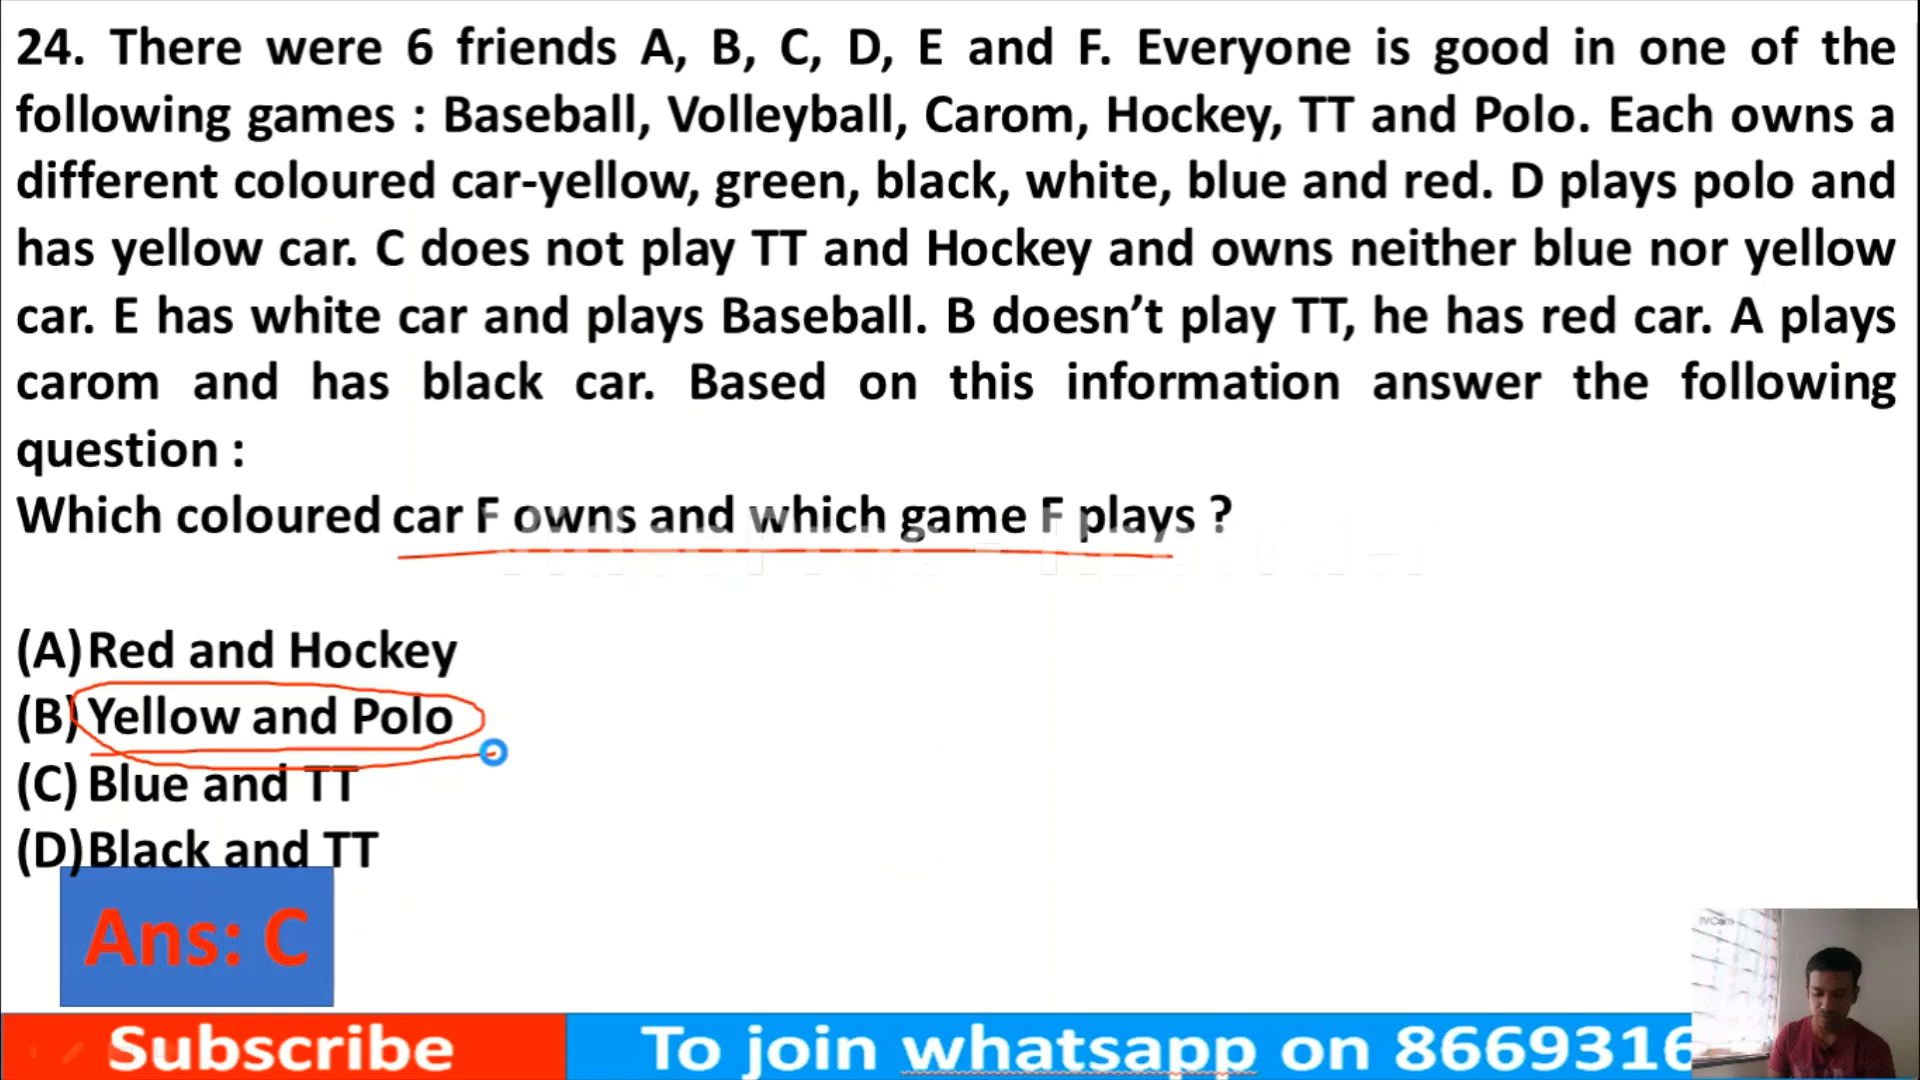 24. There were 6 friends A, B, C, D, E and F. Everyone is good in one of the
following games : Baseball, Volleyball, Carom, Hockey, TT and Polo. Each owns a
different coloured car-yellow, green, black, white, blue and red. D plays polo and
has yellow car. C does not play TT and Hockey and owns neither blue nor yellow
car. E has white car and plays Baseball. B doesn’t play TT, he has red car. A plays
carom and has black car. Based on this information answer the following
question :
Which coloured car F owns and which game F plays ?
(A) Red and Hockey
(B) Yellow and Polo
(C) Blue and TT
(D) Black and TT
Ans: C
Subscribe
To join whatsapp on 8669316